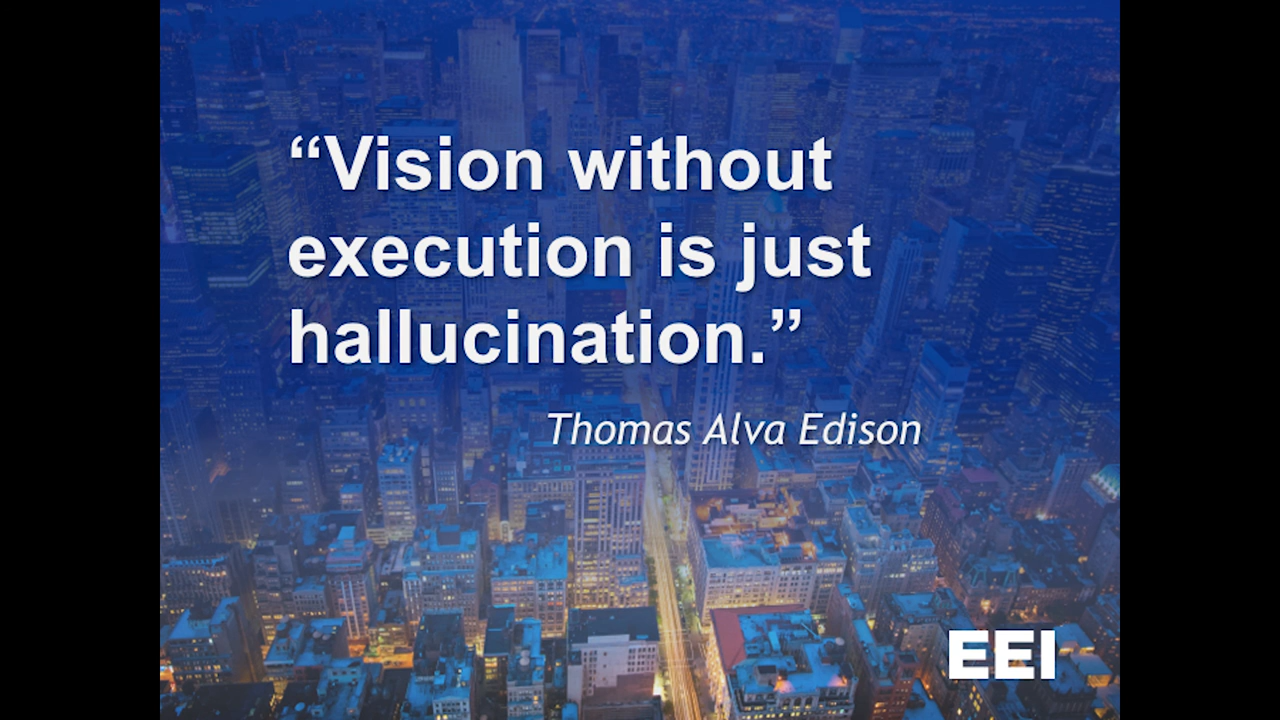 “Vision without
execution is just
hallucination.”
Thomas Alva Edison
EEI